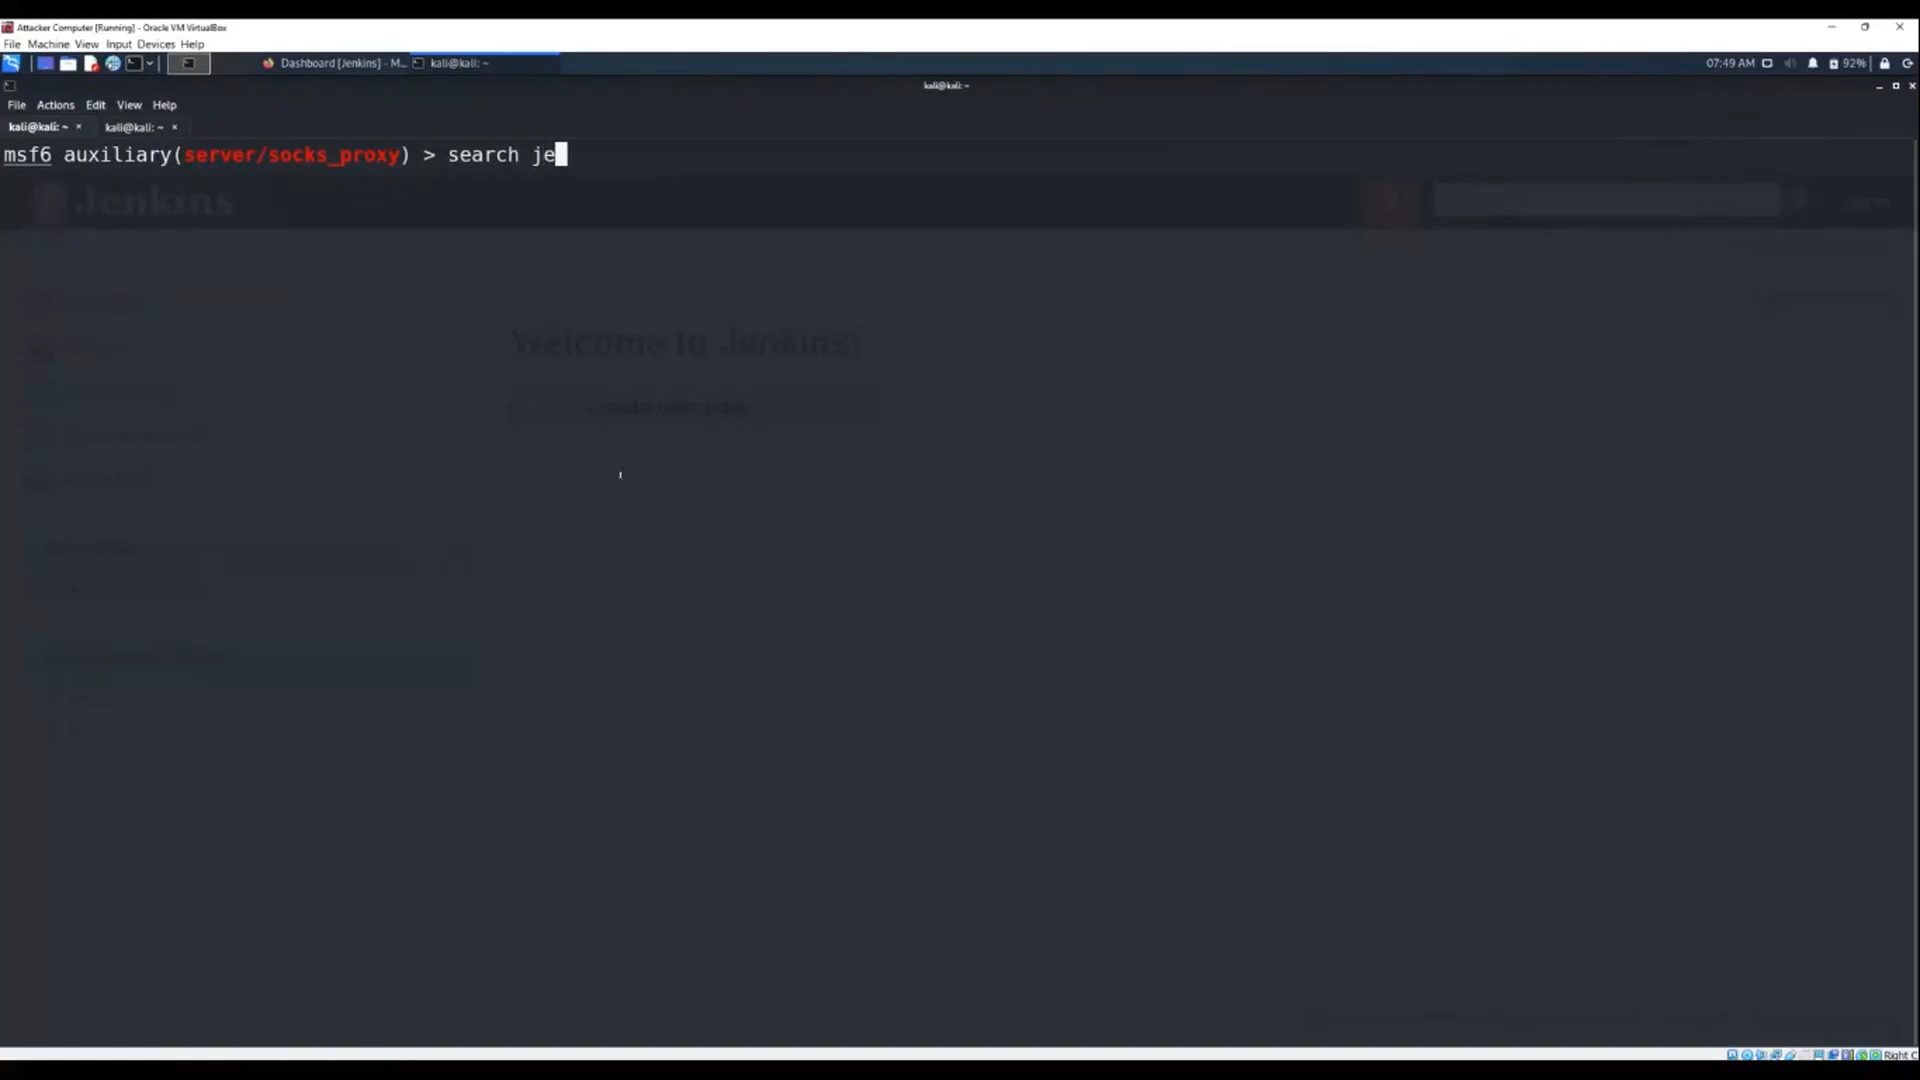 Attacker Computer [Running] - Oracle VM VirtualBox
File Machine View Input Devices Help
Dashboard [Jenkins] - M...
kali@kali: ~
07:49 AM
92%
kali@kali: ~
File Actions Edit View Help
kali@kali: ~ ×
kali@kali: ~ ×
msf6 auxiliary(server/socks_proxy) > search je
Jenkins
Welcome to Jenkins!
Right C